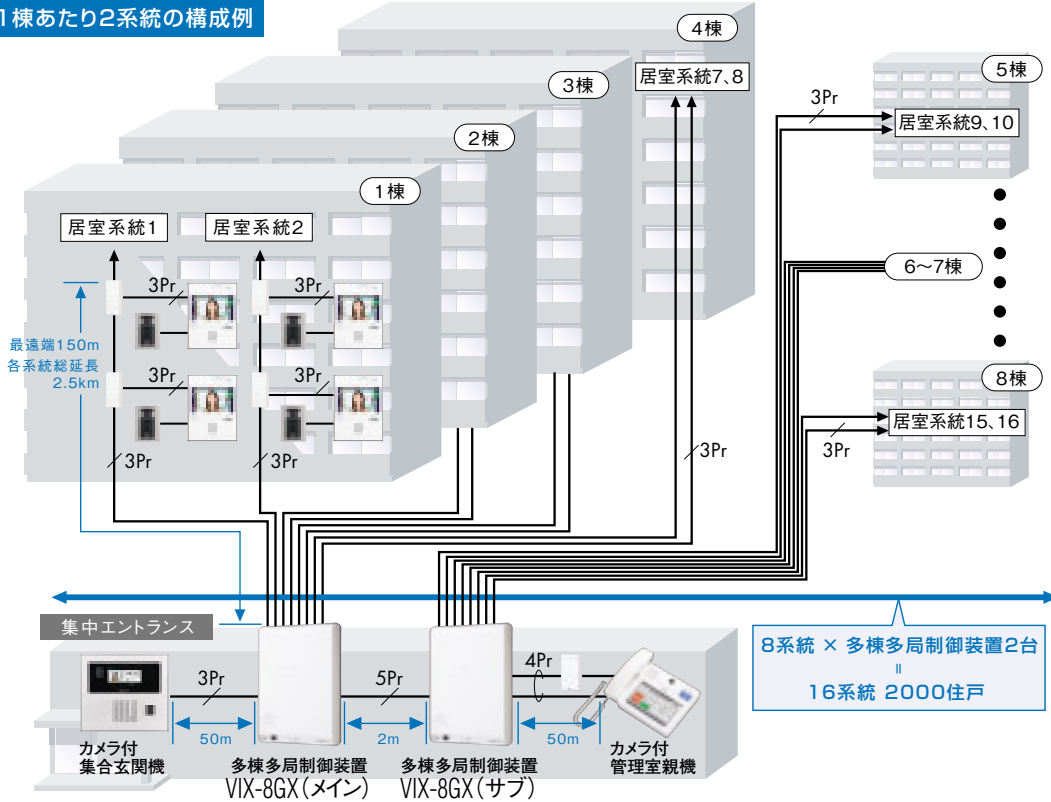 1棟あたり2系統の構成例
4棟
居室系統7、8
3棟
2棟
1棟
居室系統1
居室系統2
3Pr
3Pr
最遠端150m
各系統総延長
2.5km
3Pr
3Pr
3Pr
3Pr
3Pr
5棟
3Pr
居室系統9、10
6～7棟
8棟
居室系統15、16
3Pr
集中エントランス
3Pr
5Pr
4Pr
50m
2m
50m
カメラ付
集合玄関機
多棟多局制御装置
VIX-8GX（メイン）
多棟多局制御装置
VIX-8GX（サブ）
カメラ付
管理室親機
8系統 × 多棟多局制御装置2台
=
16系統 2000住戸